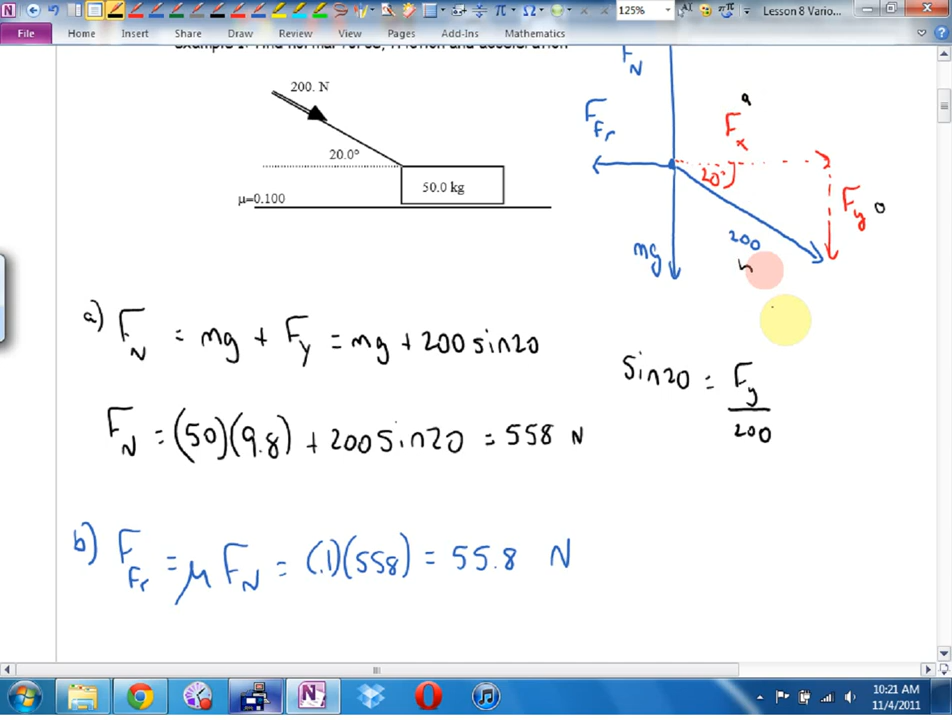 125%
Lesson 8 Vario...
File Home Insert Share Draw Review View Pages Add-Ins Mathematics
200. N
20.0°
50.0 kg
μ=0.100
F_N
F_Fr
F_x a
20°
F_y o
200
h
mg
a) F_N = mg + F_y = mg + 200 sin20
sin20 = F_y / 200
F_N = (50)(9.8) + 200 sin20 = 558 N
b) F_Fr = μ F_N = (.1)(558) = 55.8 N
10:21 AM
11/4/2011